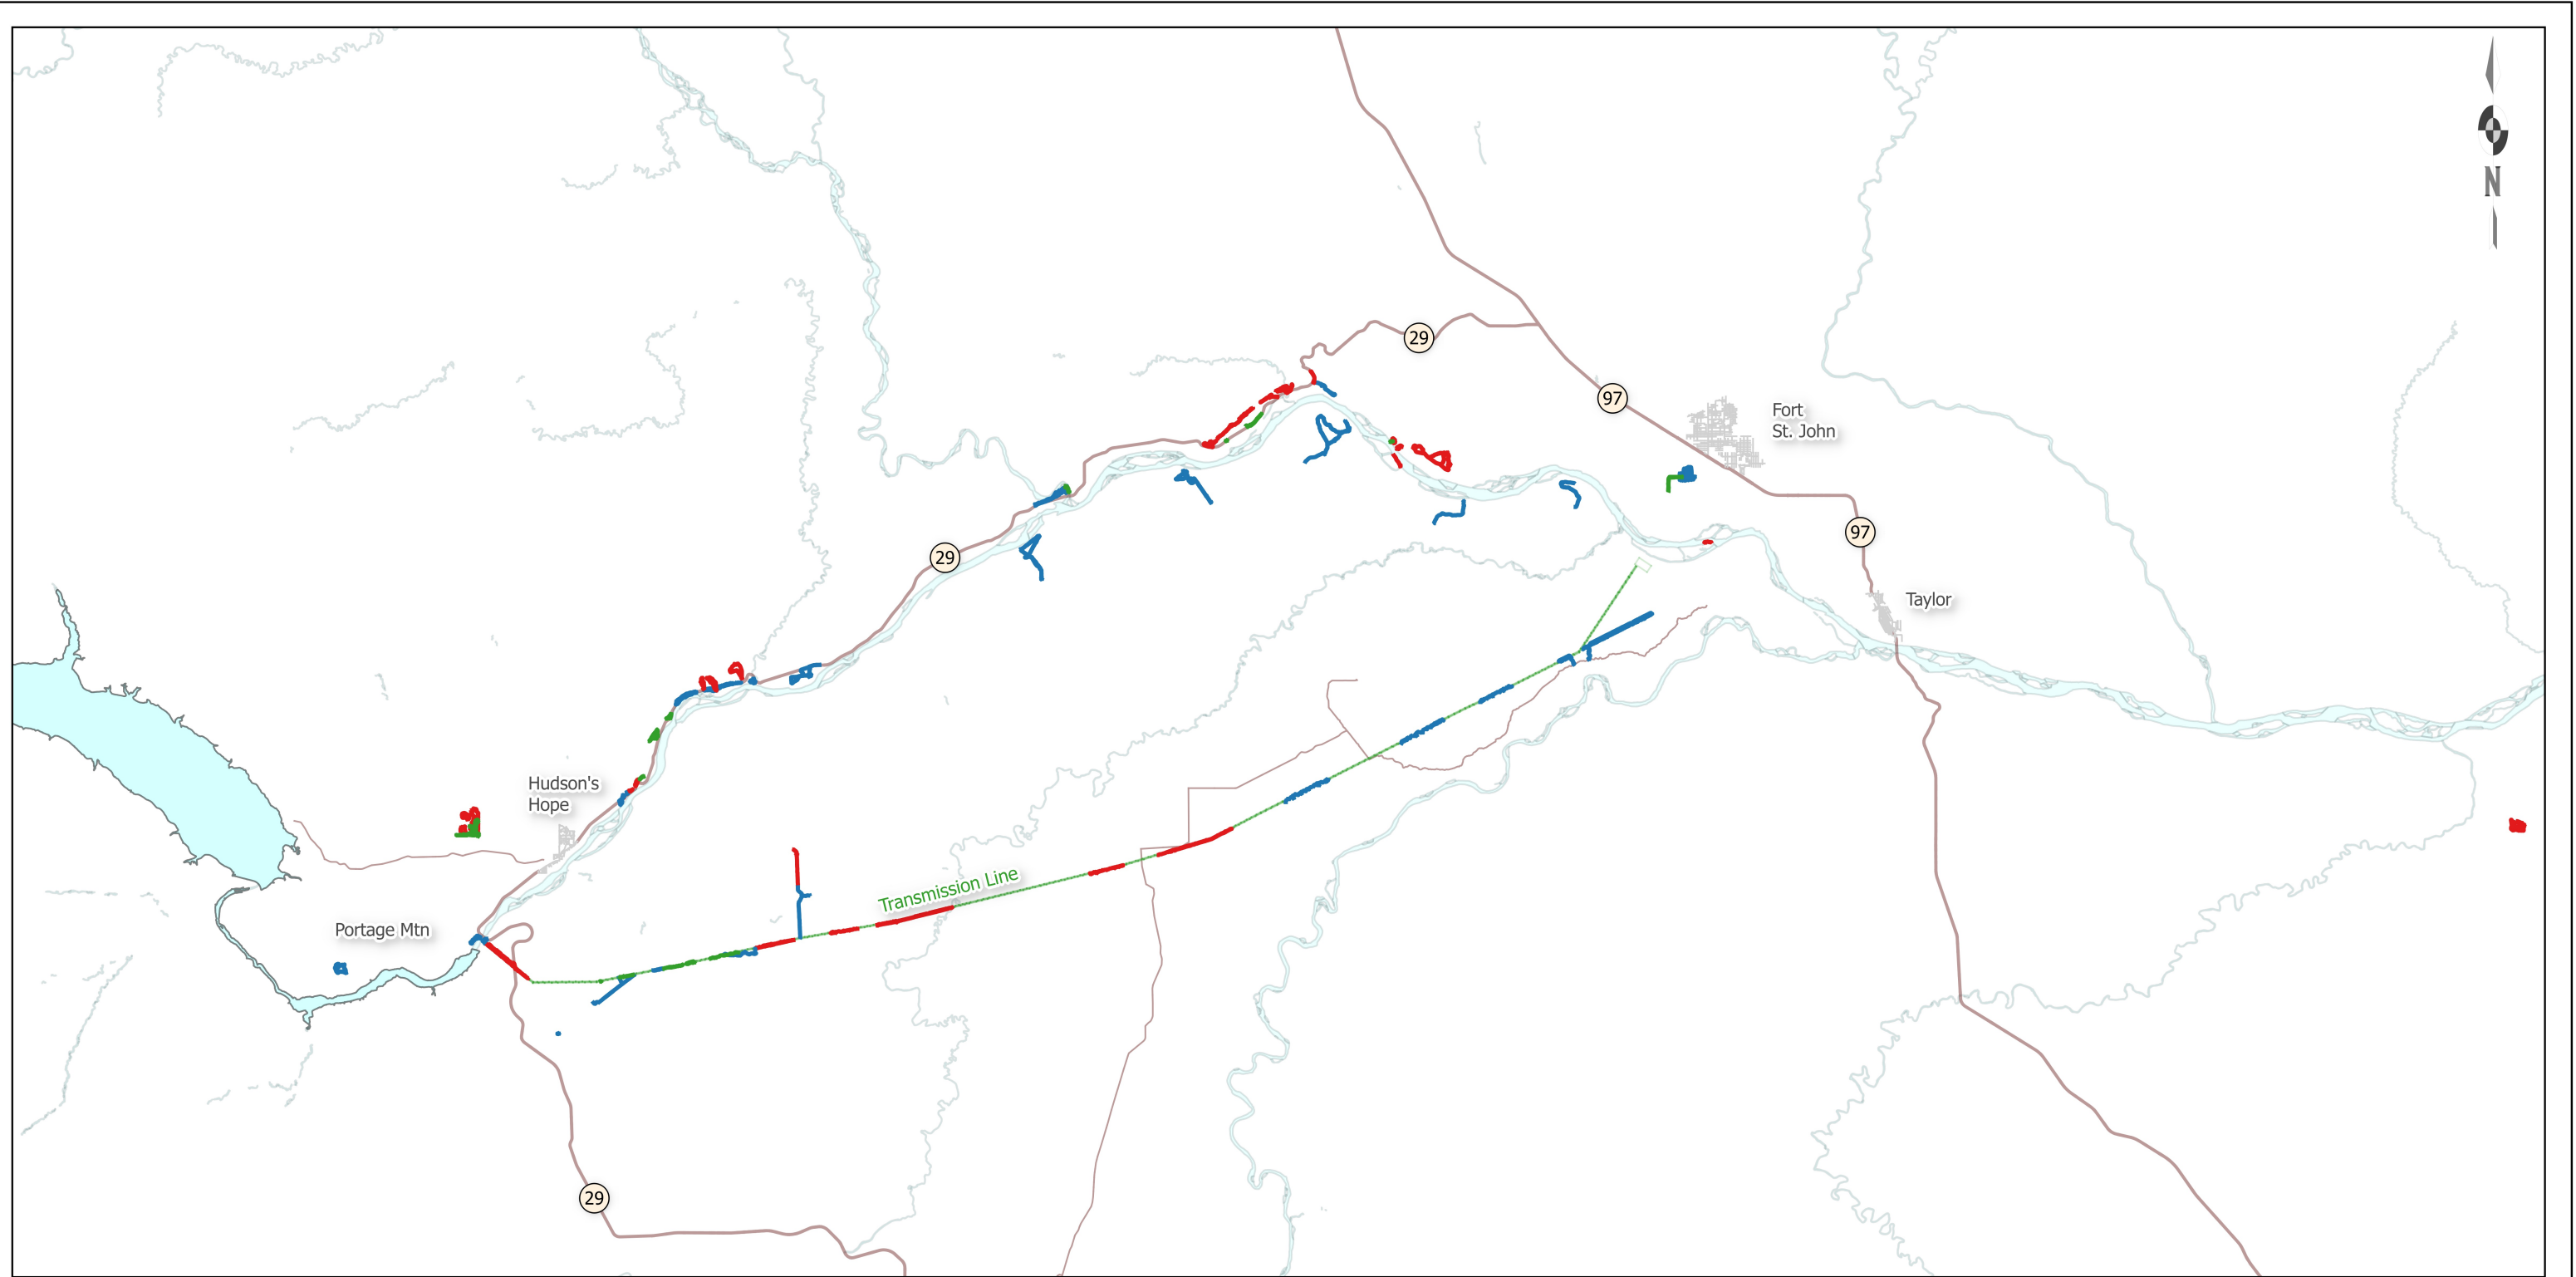 N
29
97
Fort
St. John
97
29
Taylor
Hudson's
Hope
Transmission Line
Portage Mtn
29